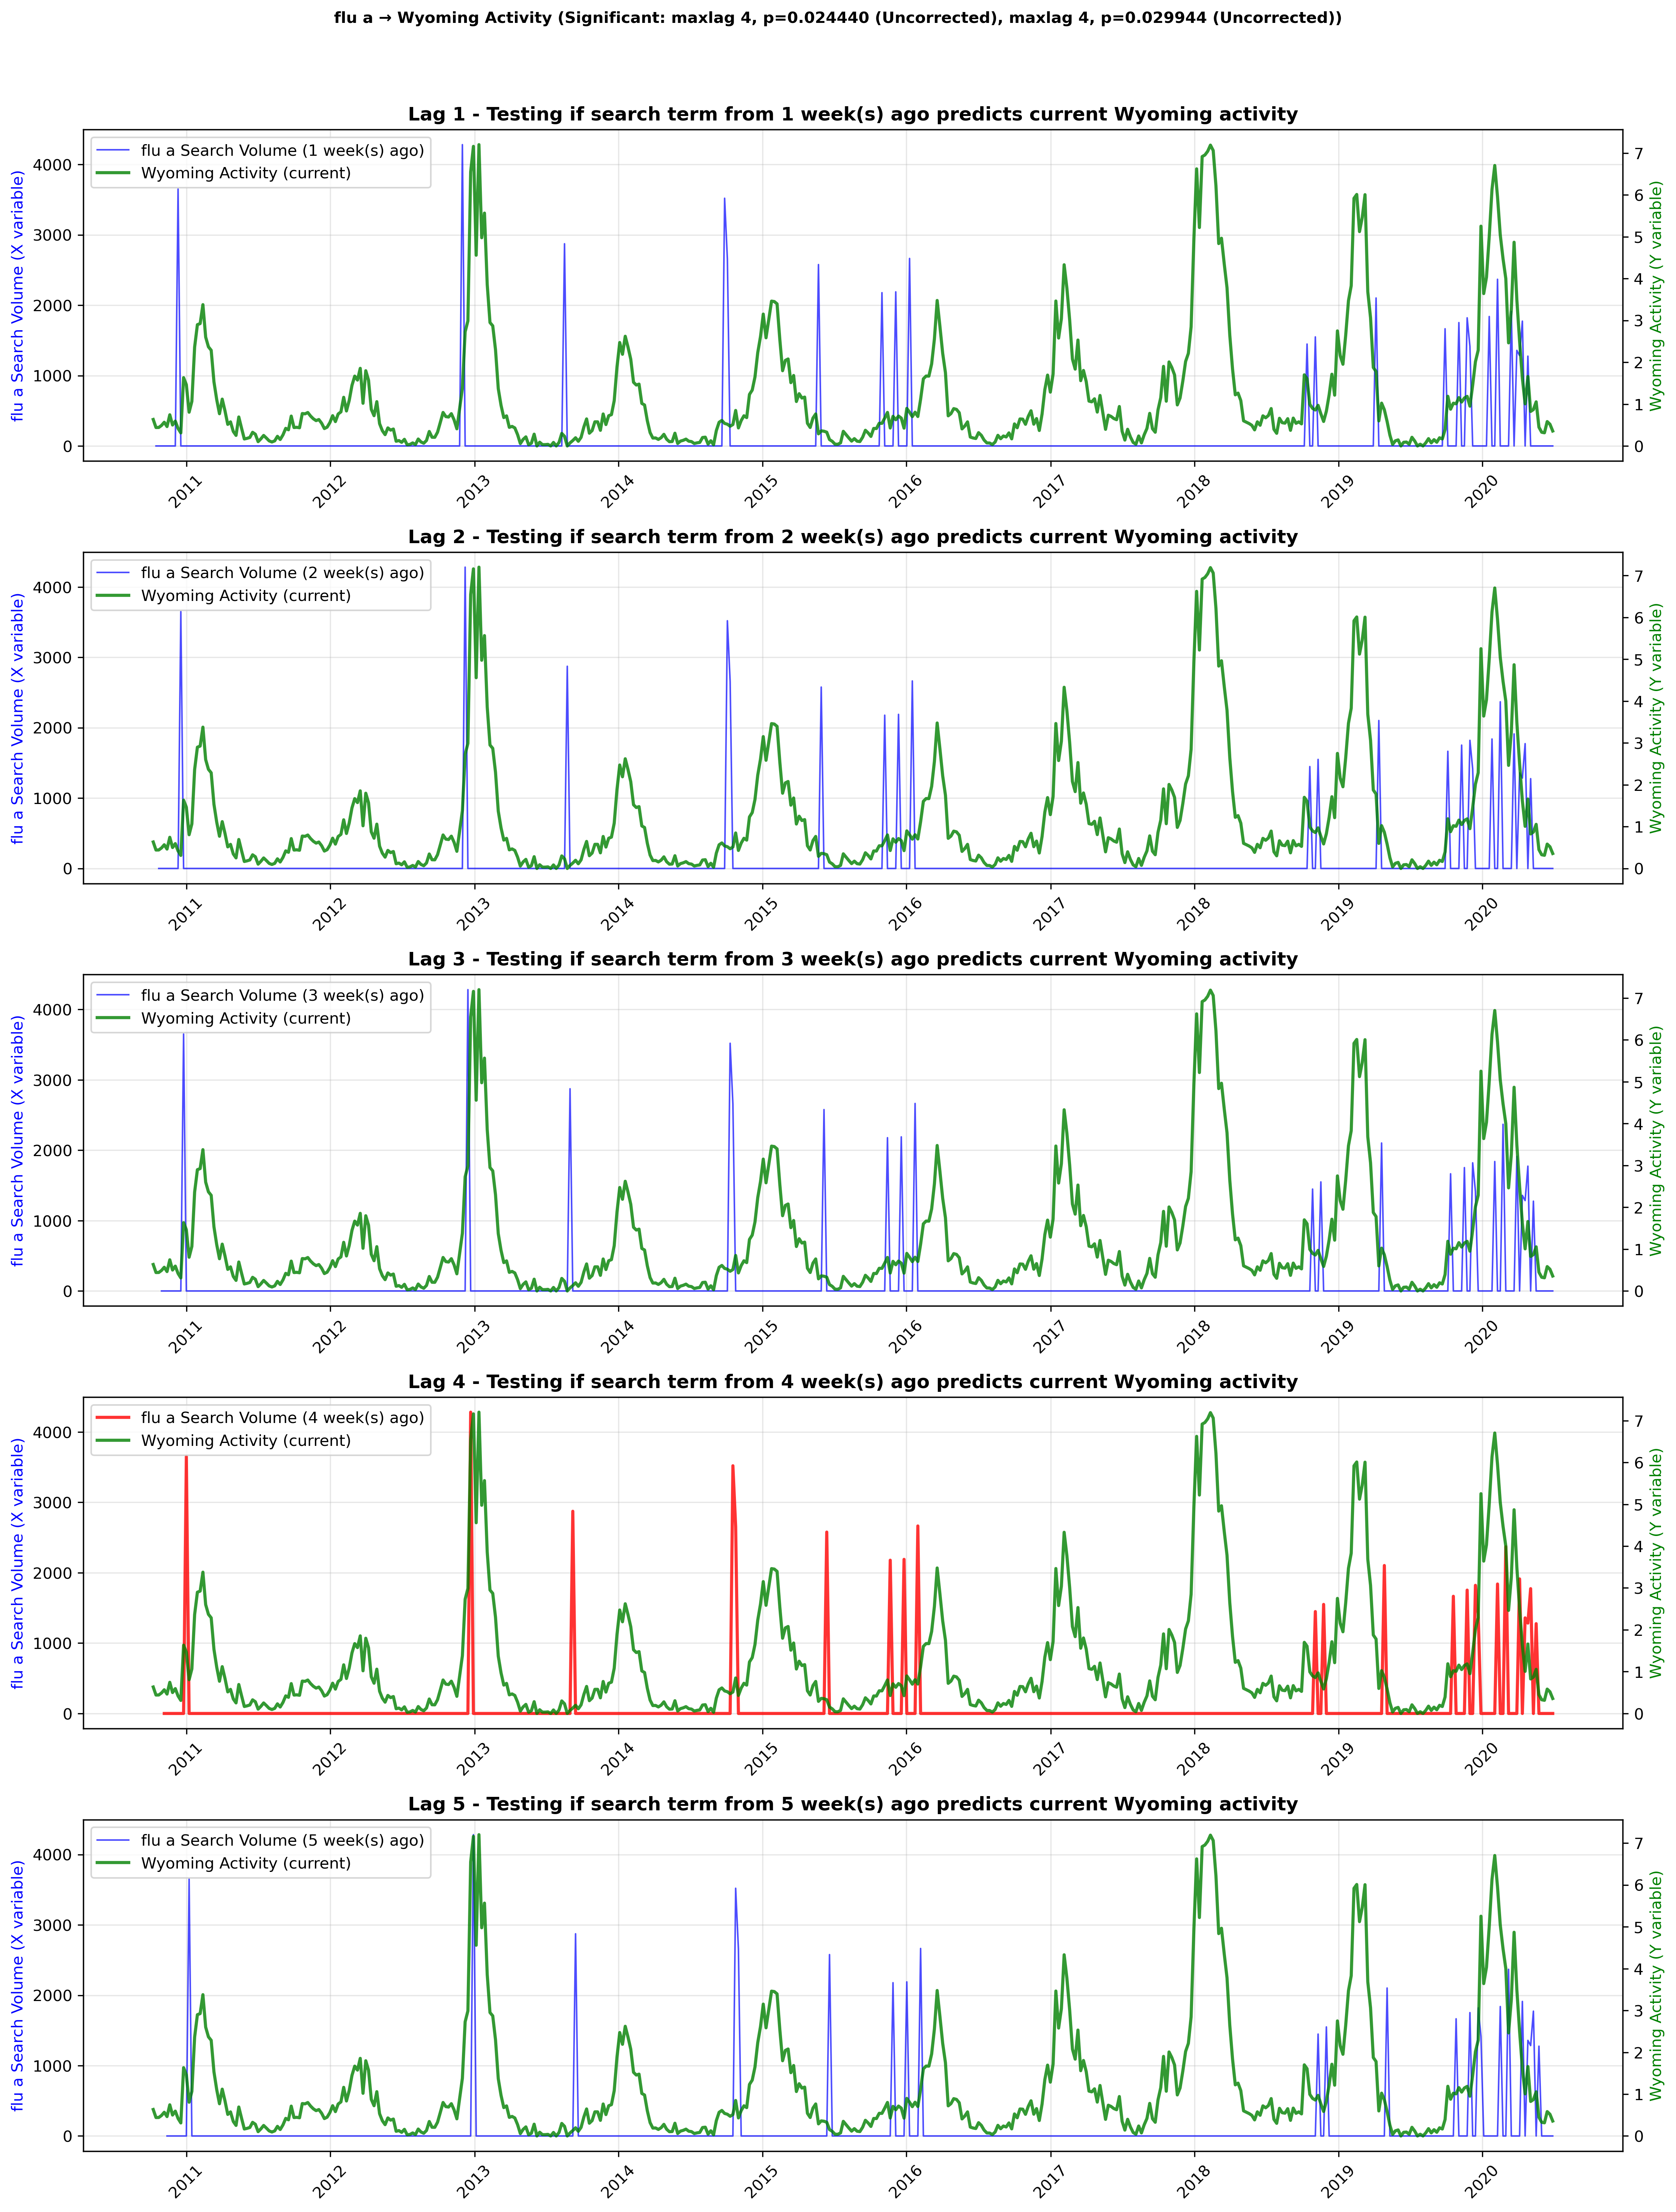 flu a → Wyoming Activity (Significant: maxlag 4, p=0.024440 (Uncorrected), maxlag 4, p=0.029944 (Uncorrected))
Lag 1 - Testing if search term from 1 week(s) ago predicts current Wyoming activity
flu a Search Volume (1 week(s) ago)
Wyoming Activity (current)
flu a Search Volume (X variable)
4000
3000
2000
1000
0
7
6
5
4
3
2
1
0
Wyoming Activity (Y variable)
2011 2012 2013 2014 2015 2016 2017 2018 2019 2020
Lag 2 - Testing if search term from 2 week(s) ago predicts current Wyoming activity
flu a Search Volume (2 week(s) ago)
Wyoming Activity (current)
flu a Search Volume (X variable)
4000
3000
2000
1000
0
7
6
5
4
3
2
1
0
Wyoming Activity (Y variable)
2011 2012 2013 2014 2015 2016 2017 2018 2019 2020
Lag 3 - Testing if search term from 3 week(s) ago predicts current Wyoming activity
flu a Search Volume (3 week(s) ago)
Wyoming Activity (current)
flu a Search Volume (X variable)
4000
3000
2000
1000
0
7
6
5
4
3
2
1
0
Wyoming Activity (Y variable)
2011 2012 2013 2014 2015 2016 2017 2018 2019 2020
Lag 4 - Testing if search term from 4 week(s) ago predicts current Wyoming activity
flu a Search Volume (4 week(s) ago)
Wyoming Activity (current)
flu a Search Volume (X variable)
4000
3000
2000
1000
0
7
6
5
4
3
2
1
0
Wyoming Activity (Y variable)
2011 2012 2013 2014 2015 2016 2017 2018 2019 2020
Lag 5 - Testing if search term from 5 week(s) ago predicts current Wyoming activity
flu a Search Volume (5 week(s) ago)
Wyoming Activity (current)
flu a Search Volume (X variable)
4000
3000
2000
1000
0
7
6
5
4
3
2
1
0
Wyoming Activity (Y variable)
2011 2012 2013 2014 2015 2016 2017 2018 2019 2020